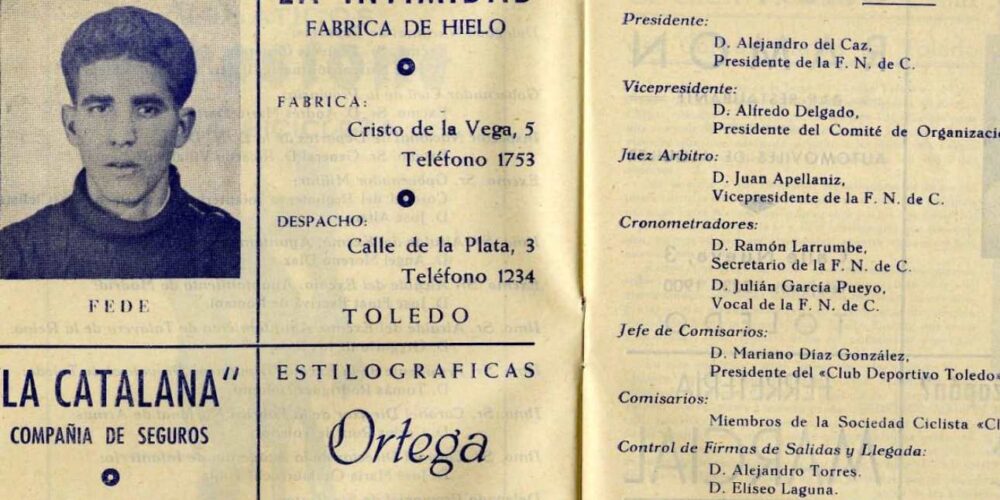 FEDE
"LA CATALANA"
COMPAÑIA DE SEGUROS
LA INTIMIDAD
FABRICA DE HIELO
FABRICA:
Cristo de la Vega, 5
Teléfono 1753
DESPACHO:
Calle de la Plata, 3
Teléfono 1234
TOLEDO
ESTILOGRAFICAS
Ortega
Presidente:
D. Alejandro del Caz,
Presidente de la F. N. de C.
Vicepresidente:
D. Alfredo Delgado,
Presidente del Comité de Organizació
Juez Arbitro:
D. Juan Apellaniz,
Vicepresidente de la F. N. de C.
Cronometradores:
D. Ramón Larrumbe,
Secretario de la F. N. de C.
D. Julián García Pueyo,
Vocal de la F. N. de C.
Jefe de Comisarios:
D. Mariano Díaz González,
Presidente del «Club Deportivo Toledo»
Comisarios:
Miembros de la Sociedad Ciclista «Cl
Control de Firmas de Salidas y Llegada:
D. Alejandro Torres.
D. Eliseo Laguna.